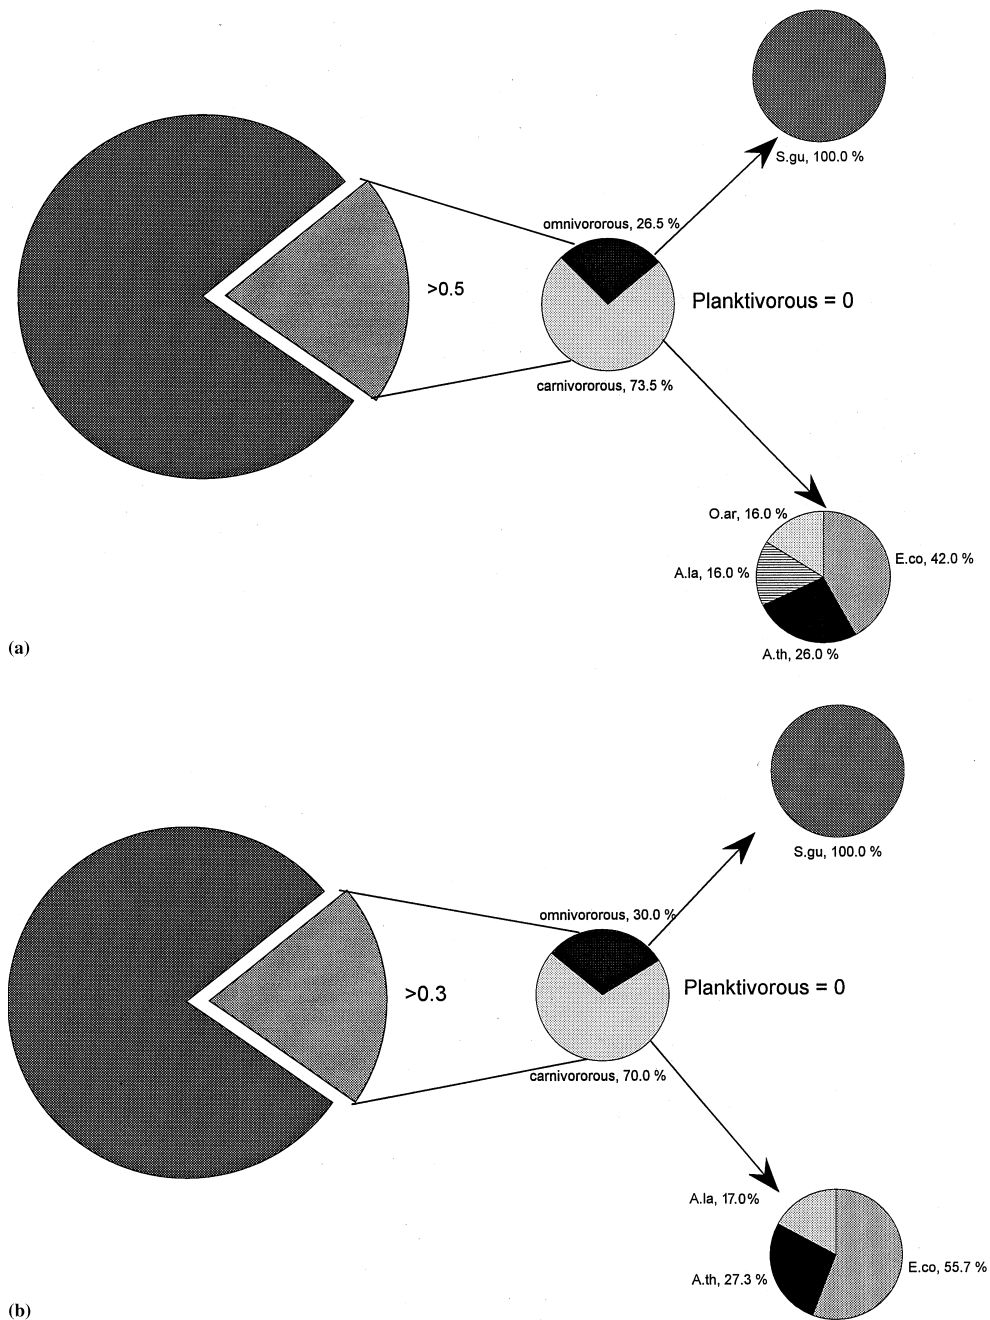 S.gu, 100.0 %
omnivororous, 26.5 %
>0.5
Planktivorous = 0
carnivororous, 73.5 %
O.ar, 16.0 %
E.co, 42.0 %
A.la, 16.0 %
A.th, 26.0 %
(a)
S.gu, 100.0 %
omnivororous, 30.0 %
>0.3
Planktivorous = 0
carnivororous, 70.0 %
A.la, 17.0%
E.co, 55.7 %
A.th, 27.3 %
(b)